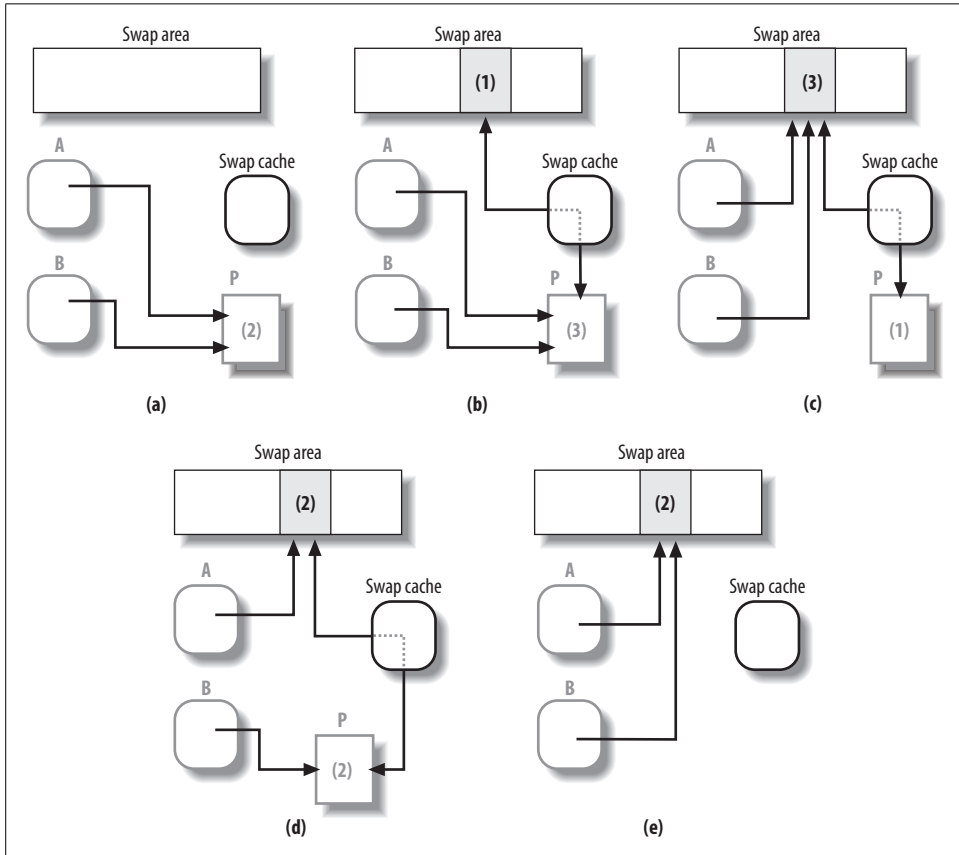 Swap area
A
Swap cache
B
P
(2)
(a)
Swap area
(1)
A
Swap cache
B
P
(3)
(b)
Swap area
(3)
A
Swap cache
B
P
(1)
(c)
Swap area
(2)
A
Swap cache
B
P
(2)
(d)
Swap area
(2)
A
Swap cache
B
(e)